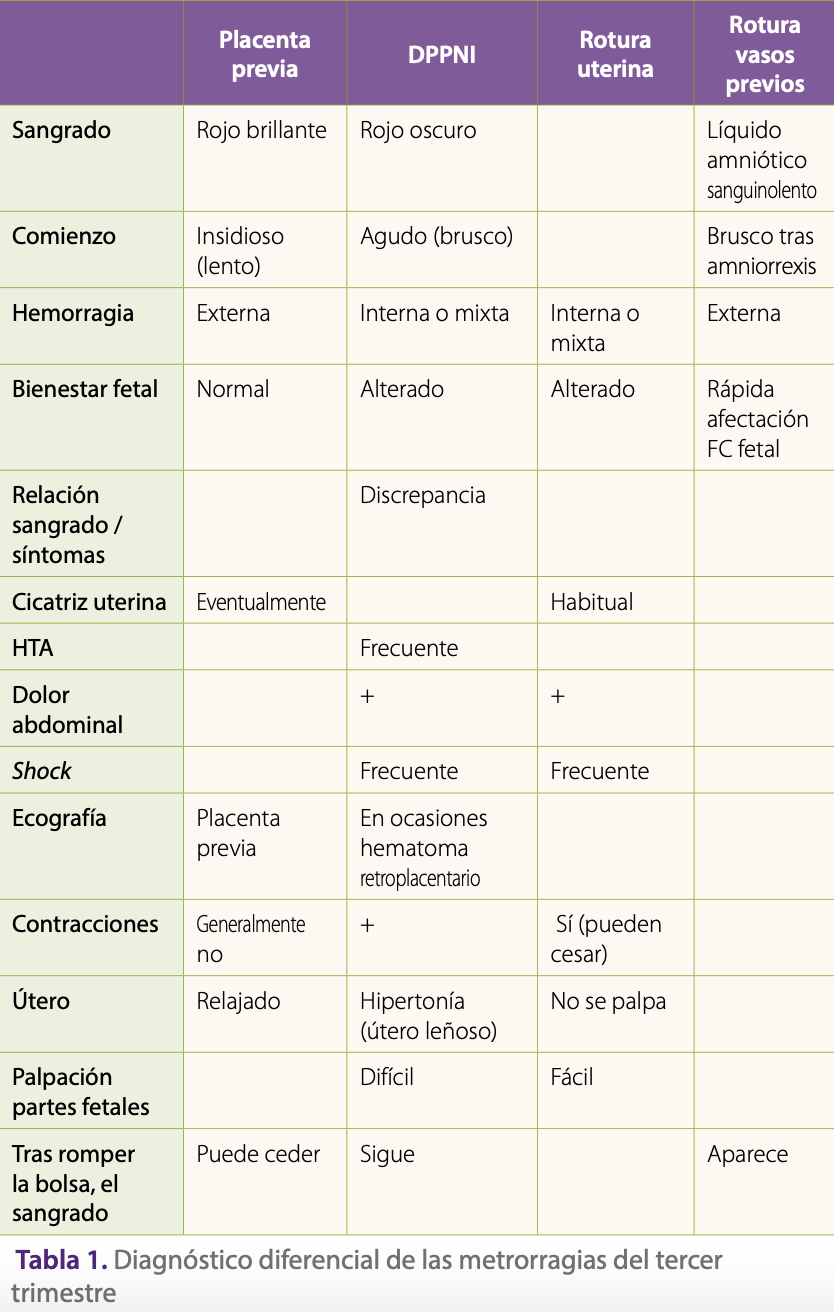 Placenta previa
DPPNI
Rotura uterina
Rotura vasos previos
Sangrado
Rojo brillante
Rojo oscuro
Líquido amniótico sanguinolento
Comienzo
Insidioso (lento)
Agudo (brusco)
Brusco tras amniorrexis
Hemorragia
Externa
Interna o mixta
Interna o mixta
Externa
Bienestar fetal
Normal
Alterado
Alterado
Rápida afectación FC fetal
Relación sangrado / síntomas
Discrepancia
Cicatriz uterina
Eventualmente
Habitual
HTA
Frecuente
Dolor abdominal
+
+
Shock
Frecuente
Frecuente
Ecografía
Placenta previa
En ocasiones hematoma retroplacentario
Contracciones
Generalmente no
+
Sí (pueden cesar)
Útero
Relajado
Hipertonía (útero leñoso)
No se palpa
Palpación partes fetales
Difícil
Fácil
Tras romper la bolsa, el sangrado
Puede ceder
Sigue
Aparece
Tabla 1. Diagnóstico diferencial de las metrorragias del tercer
trimestre